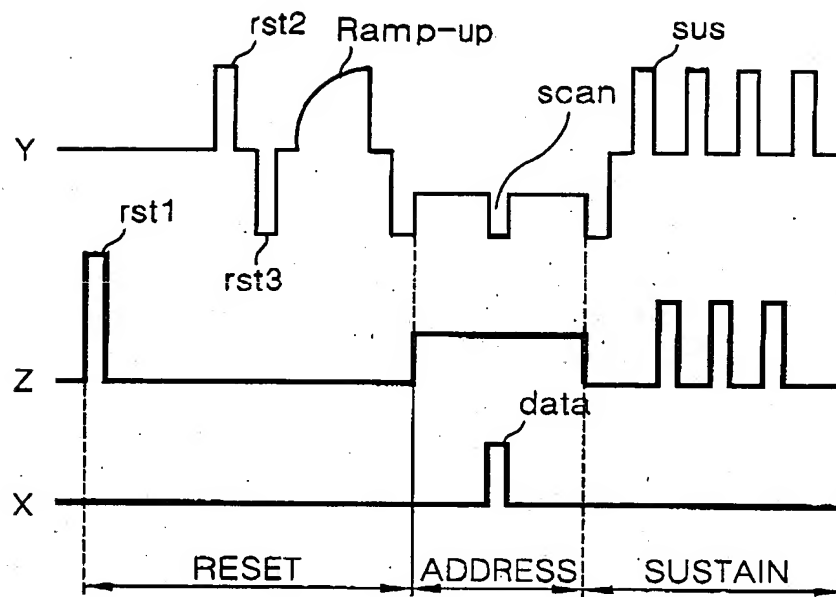 rst2
Ramp-up
sus
scan
Y
rst1
rst3
Z
data
X
RESET
ADDRESS
SUSTAIN